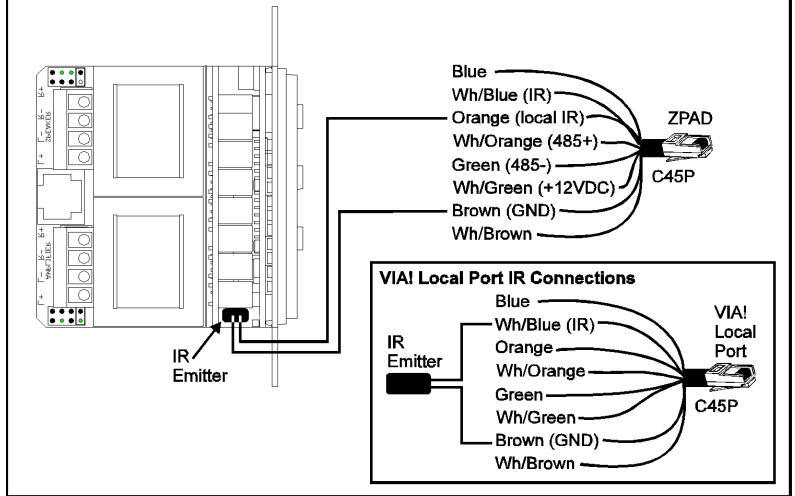 R+
R-
L-
L+
SPEAKER
R+
R-
L-
L+
AMPLIFIER
IR
Emitter
Blue
Wh/Blue (IR)
Orange (local IR)
Wh/Orange (485+)
Green (485-)
Wh/Green (+12VDC)
Brown (GND)
Wh/Brown
ZPAD
C45P
VIA! Local Port IR Connections
IR
Emitter
Blue
Wh/Blue (IR)
Orange
Wh/Orange
Green
Wh/Green
Brown (GND)
Wh/Brown
VIA!
Local
Port
C45P